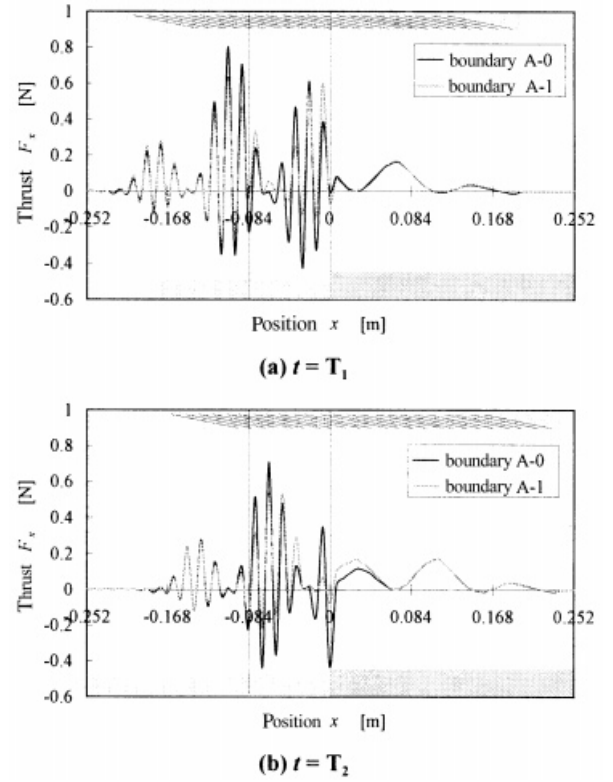 1
0.8
0.6
0.4
0.2
0
-0.2
-0.4
-0.6
Thrust Fx [N]
boundary A-0
boundary A-1
-0.252 -0.168 -0.084 0 0.084 0.168 0.252
Position x [m]
(a) t = T1
1
0.8
0.6
0.4
0.2
0
-0.2
-0.4
-0.6
Thrust Fx [N]
boundary A-0
boundary A-1
-0.252 -0.168 -0.084 0 0.084 0.168 0.252
Position x [m]
(b) t = T2